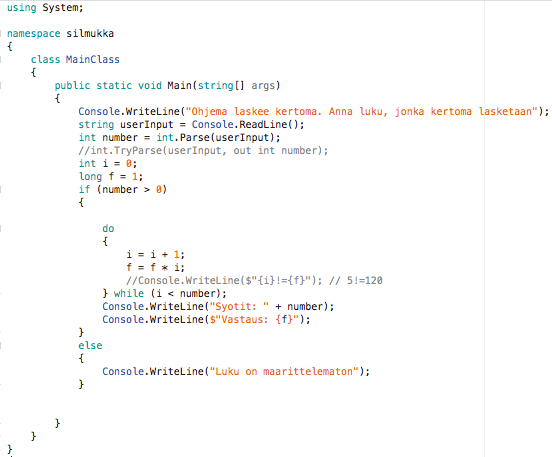 using System;
namespace silmukka
{
class MainClass
{
public static void Main(string[] args)
{
Console.WriteLine("Ohjema laskee kertoma. Anna luku, jonka kertoma lasketaan");
string userInput = Console.ReadLine();
int number = int.Parse(userInput);
//int.TryParse(userInput, out int number);
int i = 0;
long f = 1;
if (number > 0)
{
do
{
i = i + 1;
f = f * i;
//Console.WriteLine($"{i}!={f}"); // 5!=120
} while (i < number);
Console.WriteLine("Syotit: " + number);
Console.WriteLine($"Vastaus: {f}");
}
else
{
Console.WriteLine("Luku on maarittelematon");
}
}
}
}